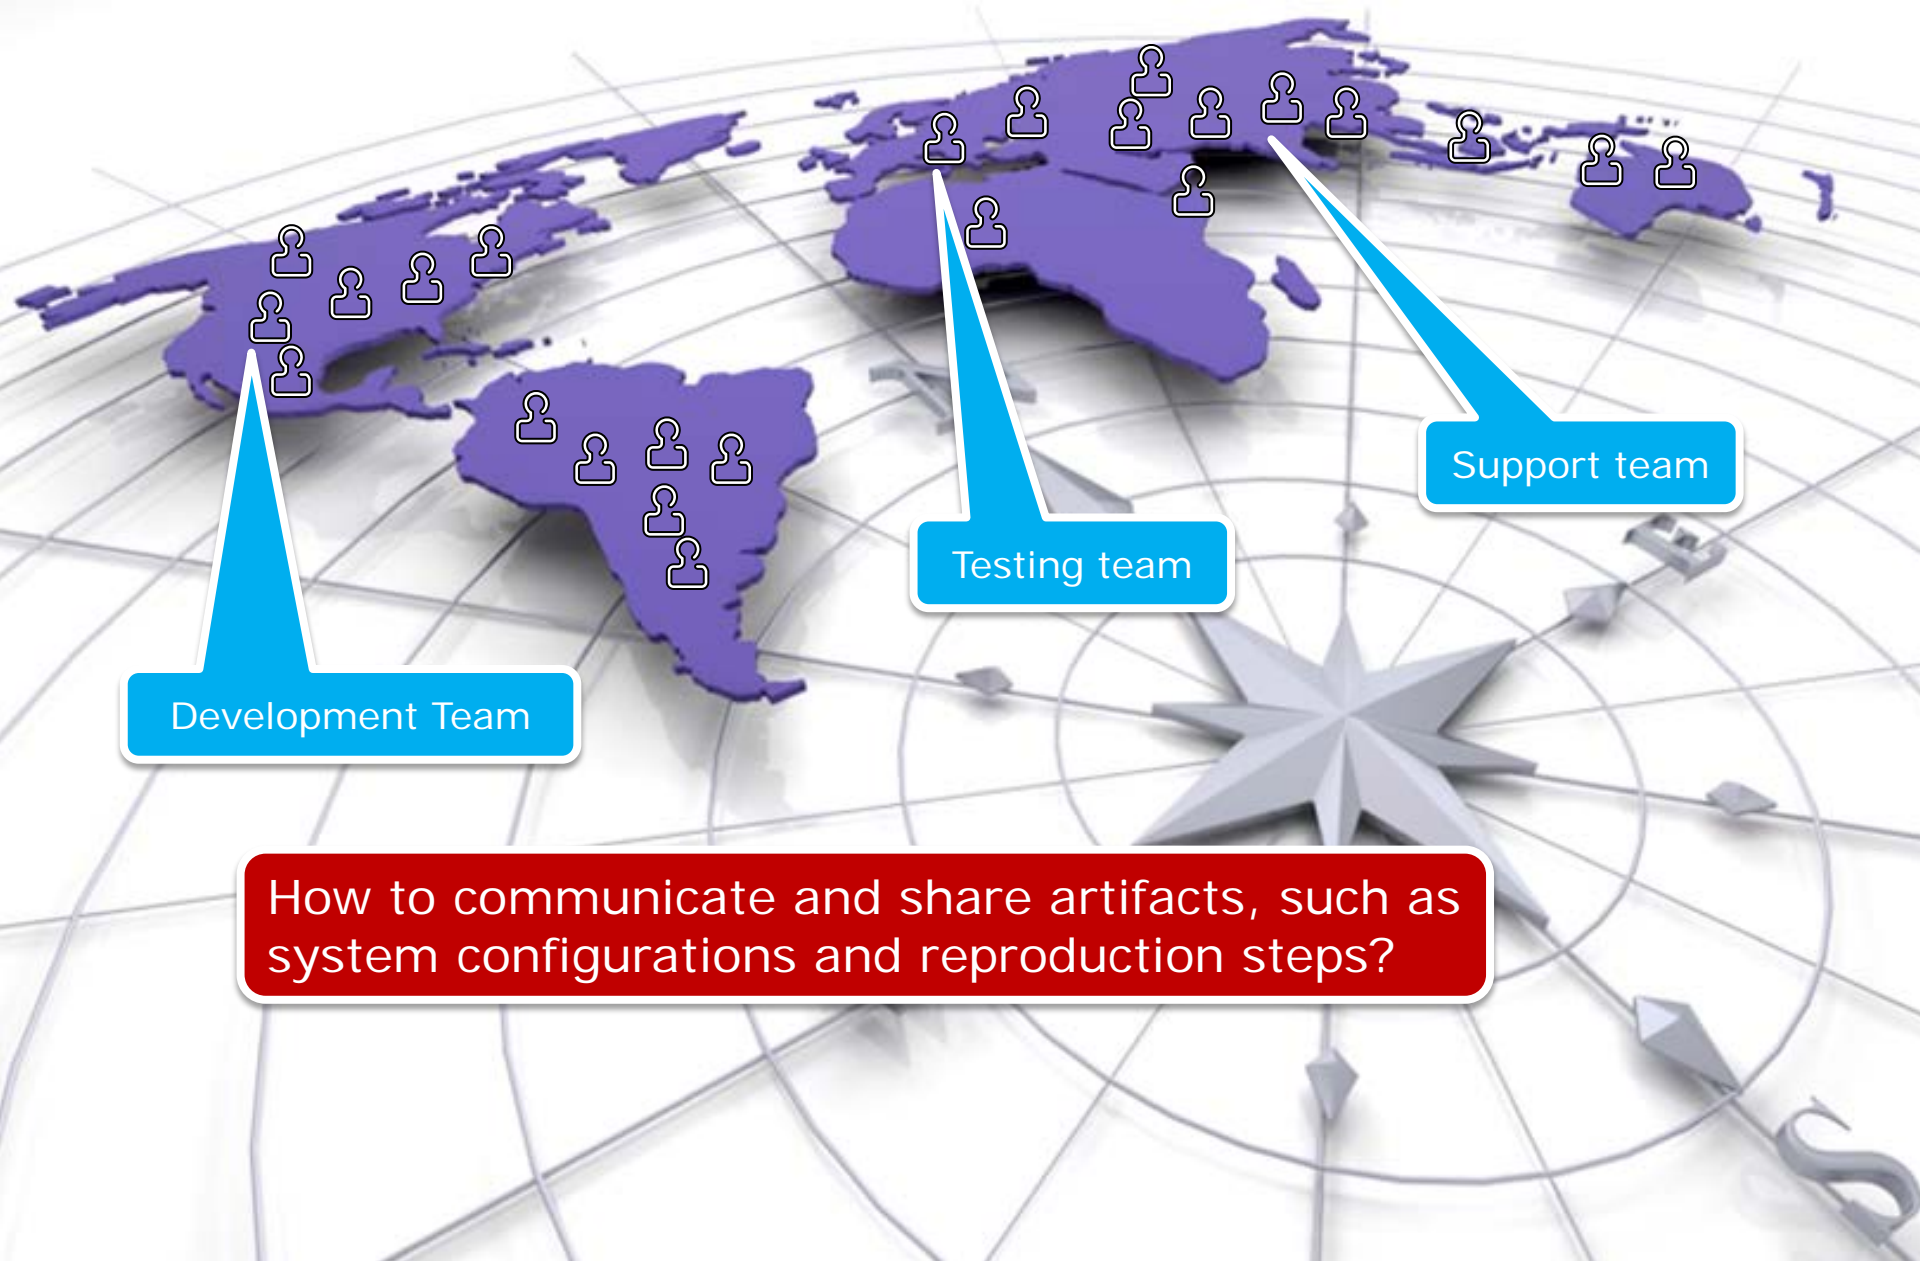 Support team
Testing team
Development Team
How to communicate and share artifacts, such as
system configurations and reproduction steps?
N
E
S